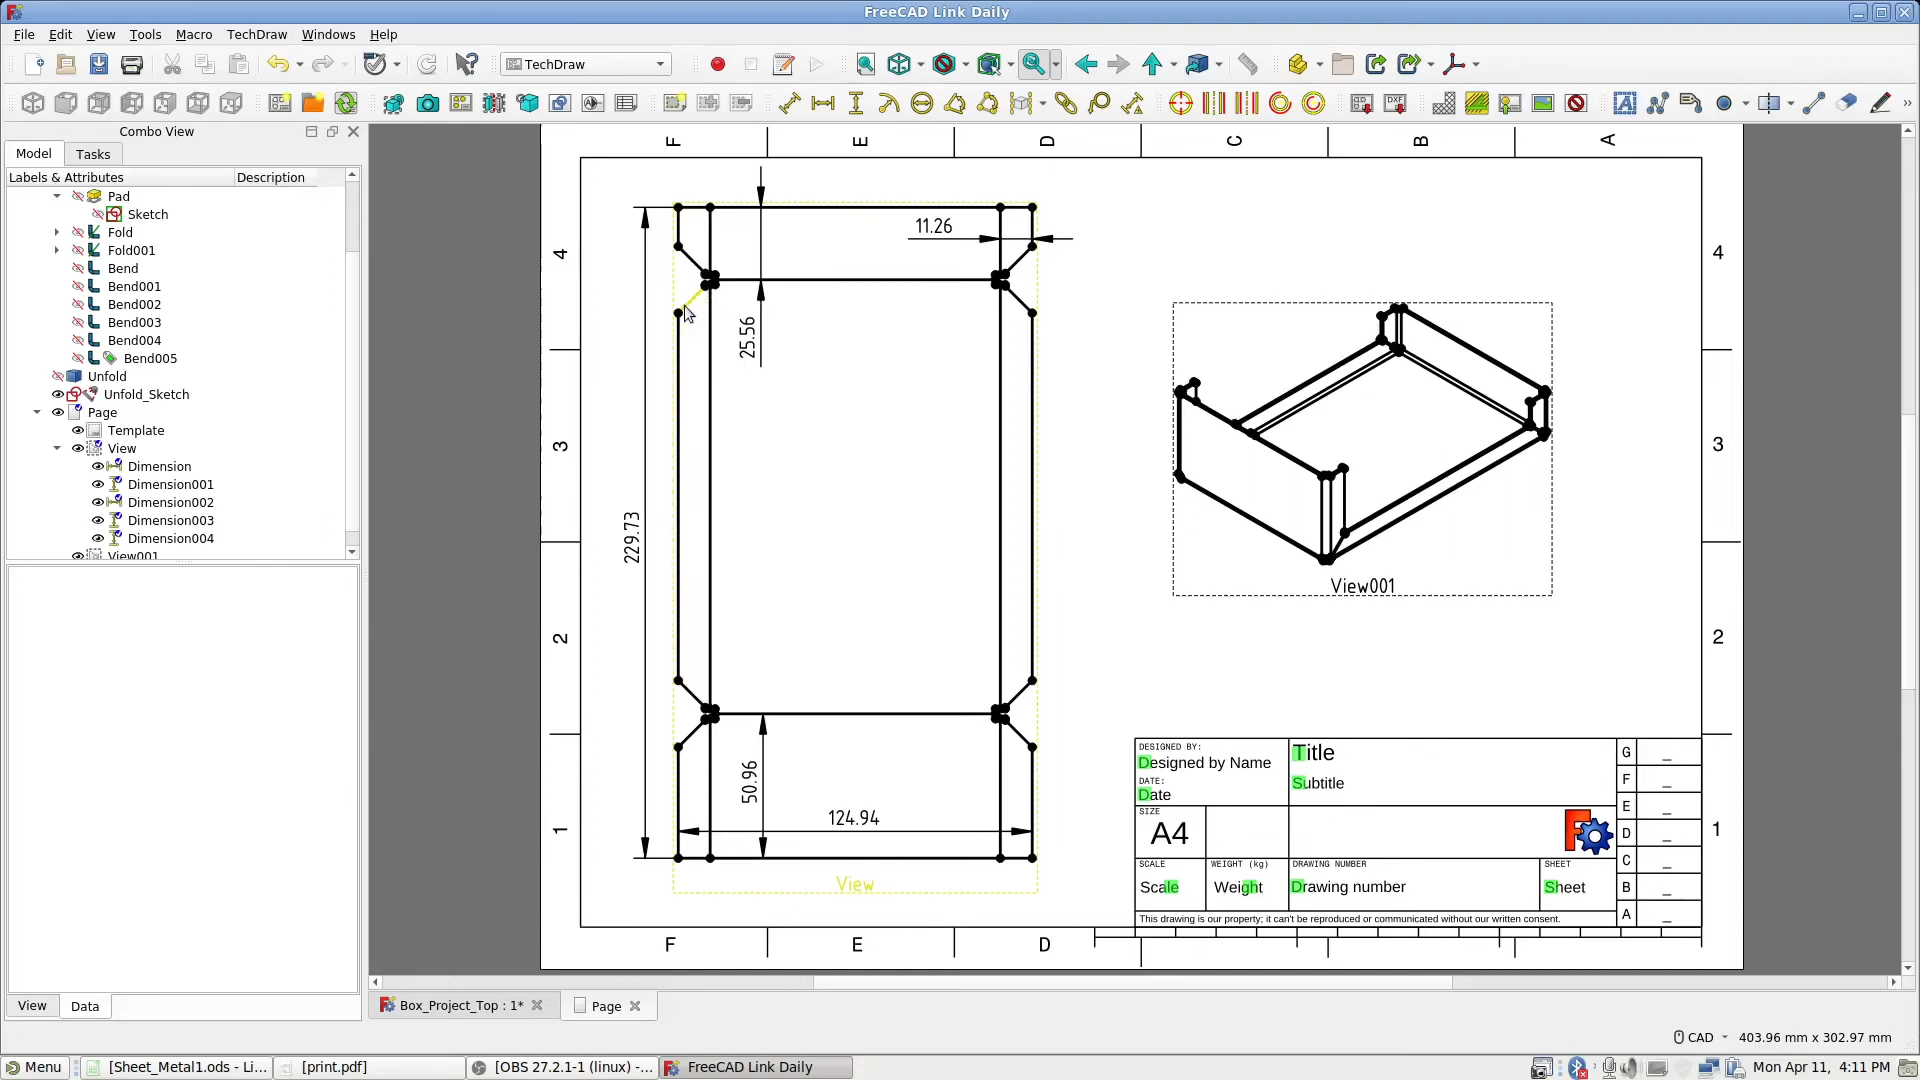 FreeCAD Link Daily
File Edit View Tools Macro TechDraw Windows Help
TechDraw
Combo View
Model Tasks
Labels & Attributes Description
Pad
Sketch
Fold
Fold001
Bend
Bend001
Bend002
Bend003
Bend004
Bend005
Unfold
Unfold_Sketch
Page
Template
View
Dimension
Dimension001
Dimension002
Dimension003
Dimension004
View001
View Data
F E D C B A
4
3
2
1
11.26
25.56
229.73
50.96
124.94
View
View001
4
3
2
1
DESIGNED BY:
Designed by Name
DATE:
Date
Title
Subtitle
SIZE
A4
SCALE
Scale
WEIGHT (kg)
Weight
DRAWING NUMBER
Drawing number
SHEET
Sheet
G _
F _
E _
D _
C _
B _
A _
This drawing is our property; it can't be reproduced or communicated without our written consent.
F E D
Box_Project_Top : 1* Page
CAD 403.96 mm x 302.97 mm
Menu [Sheet_Metal1.ods - Li... [print.pdf] [OBS 27.2.1-1 (linux) -... FreeCAD Link Daily Mon Apr 11, 4:11 PM